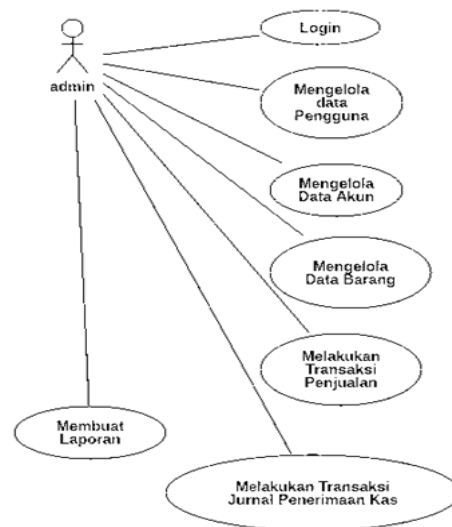 Login
admin
Mengelola
data
Pengguna
Mengelola
Data Akun
Mengelola
Data Barang
Melakukan
Transaksi
Penjualan
Membuat
Laporan
Melakukan Transaksi
Jurnal Penerimaan Kas